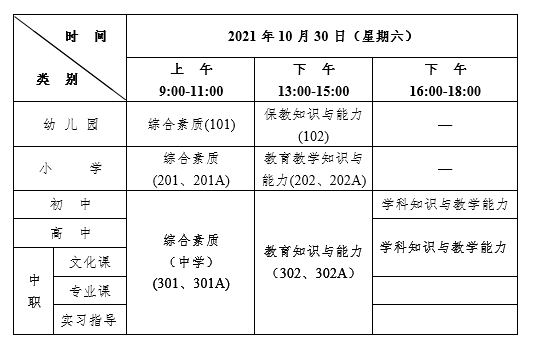 时 间
类 别
2021 年 10 月 30 日（星期六）
上 午
9:00-11:00
下 午
13:00-15:00
下 午
16:00-18:00
幼 儿 园
综合素质(101)
保教知识与能力
(102)
—
小 学
综合素质
(201、201A)
教育教学知识与
能力(202、202A)
—
初 中
综合素质
（中学）
(301、301A)
教育知识与能力
（302、302A）
学科知识与教学能力
高 中
学科知识与教学能力
中
职
文化课
专业课
实习指导